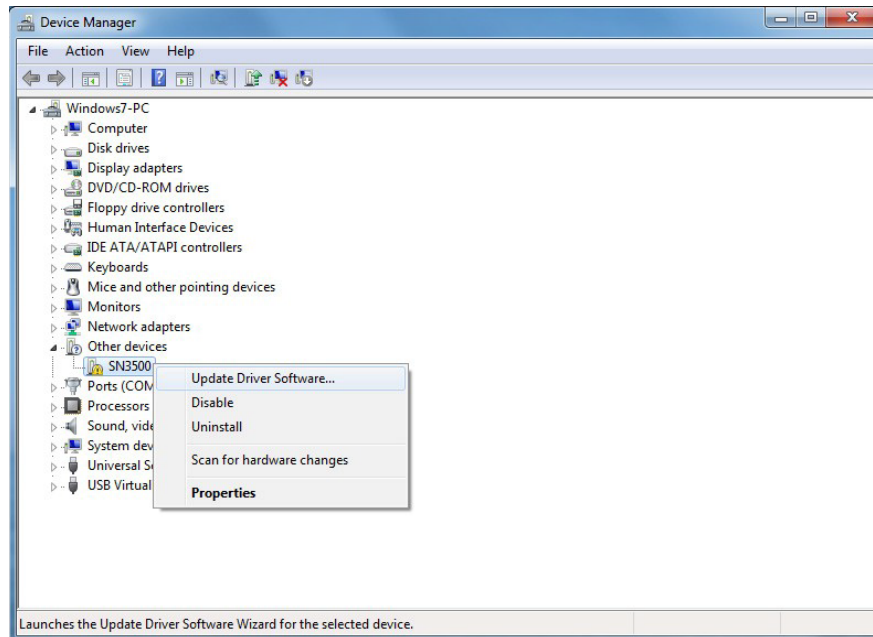 Device Manager
File Action View Help
Windows7-PC
Computer
Disk drives
Display adapters
DVD/CD-ROM drives
Floppy drive controllers
Human Interface Devices
IDE ATA/ATAPI controllers
Keyboards
Mice and other pointing devices
Monitors
Network adapters
Other devices
SN3500
Update Driver Software...
Ports (COM
Disable
Processors
Sound, vide
Uninstall
System dev
Universal Se
Scan for hardware changes
USB Virtual
Properties
Launches the Update Driver Software Wizard for the selected device.